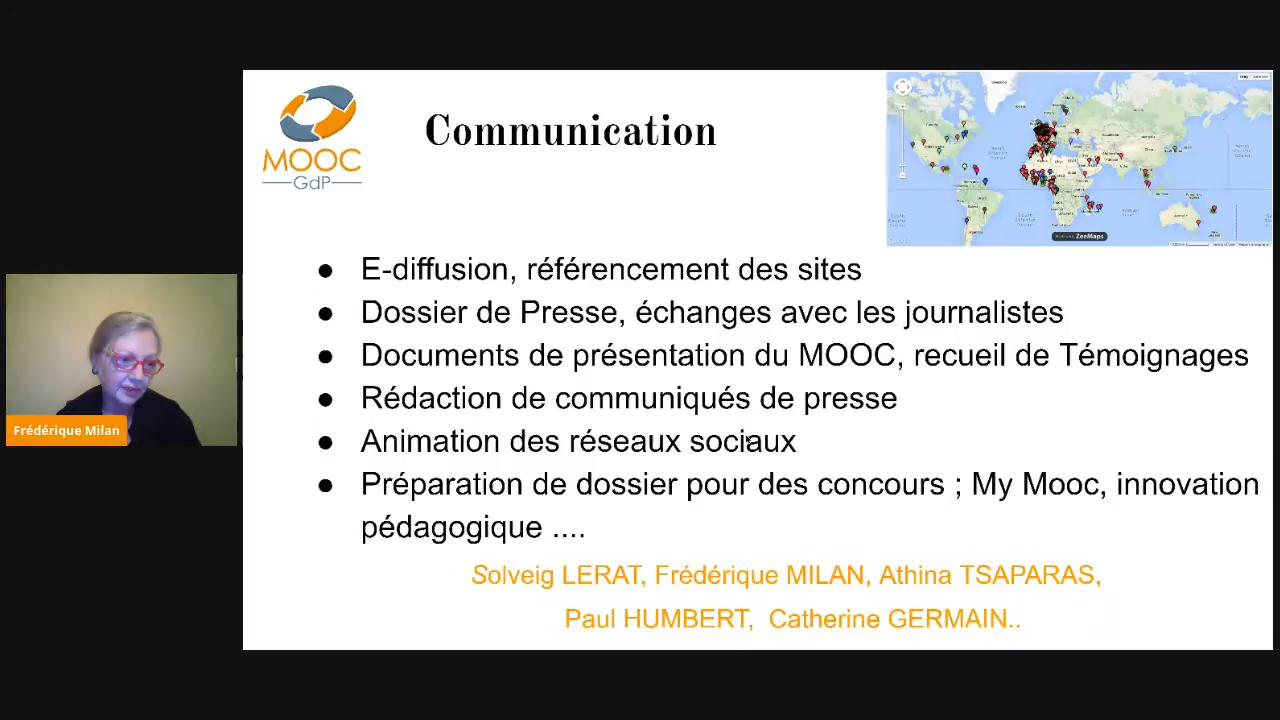 MOOC
GdP
Communication
ZeeMaps
● E-diffusion, référencement des sites
● Dossier de Presse, échanges avec les journalistes
● Documents de présentation du MOOC, recueil de Témoignages
● Rédaction de communiqués de presse
● Animation des réseaux sociaux
● Préparation de dossier pour des concours ; My Mooc, innovation
pédagogique ....
Solveig LERAT, Frédérique MILAN, Athina TSAPARAS,
Paul HUMBERT, Catherine GERMAIN..
Frédérique Milan